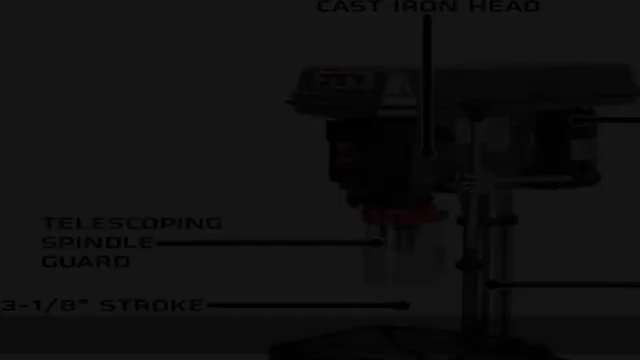 CAST IRON HEAD
TELESCOPING
SPINDLE
GUARD
3-1/8" STROKE